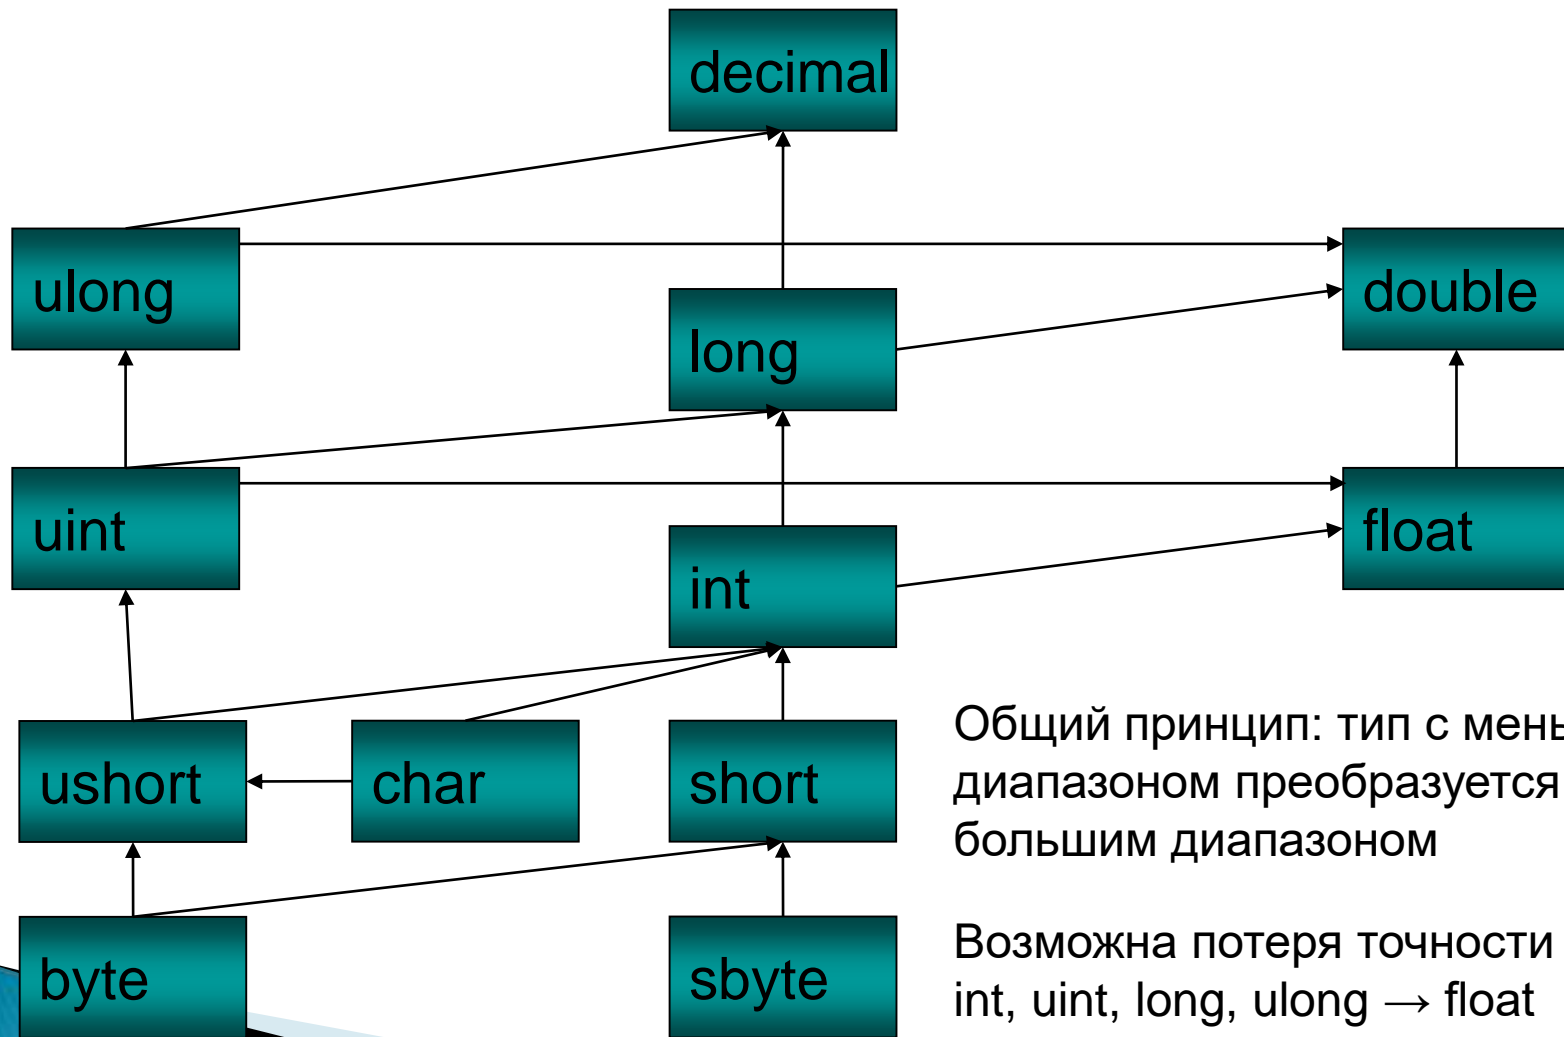 decimal
ulong
double
long
uint
float
int
ushort
char
short
byte
sbyte
Общий принцип: тип с
диапазоном преобразуется
большим диапазоном
Возможна потеря точности
int, uint, long, ulong → float